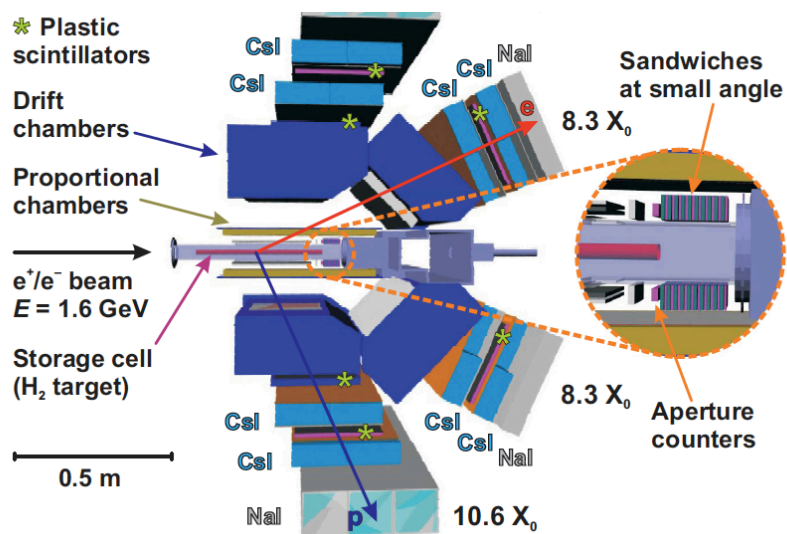 * Plastic
scintillators
Drift
chambers
Proportional
chambers
e⁺/e⁻ beam
E = 1.6 GeV
Storage cell
(H₂ target)
0.5 m
CsI
CsI
NaI
CsI
CsI
e
8.3 X₀
Sandwiches
at small angle
Aperture
counters
8.3 X₀
CsI
CsI
NaI
CsI
CsI
NaI
p
10.6 X₀